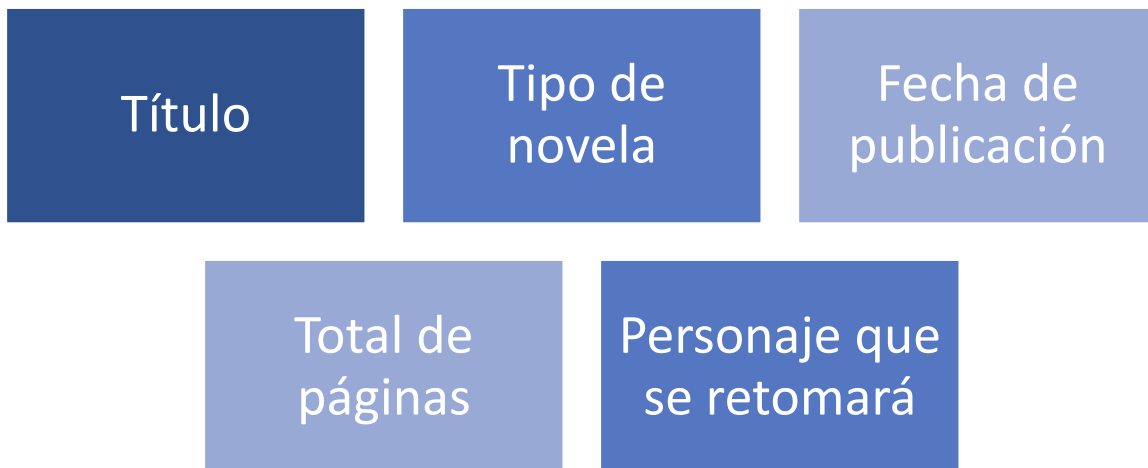 Título
Tipo de
novela
Fecha de
publicación
Total de
páginas
Personaje que
se retomará